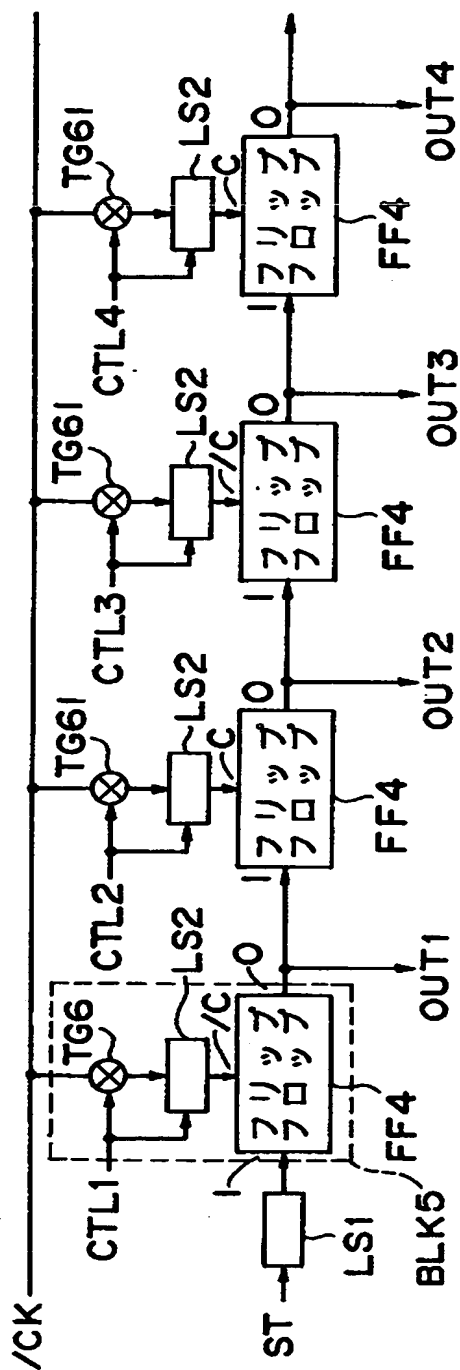 /CK
TG6
TG61
TG61
TG61
CTL1
CTL2
CTL3
CTL4
LS2
LS2
LS2
LS2
/C
C
/C
C
ST
LS1
I
フリップ
フロップ
O
I
フリップ
フロップ
O
I
フリップ
フロップ
O
I
フリップ
フロップ
O
FF4
FF4
FF4
FF4
BLK5
OUT1
OUT2
OUT3
OUT4